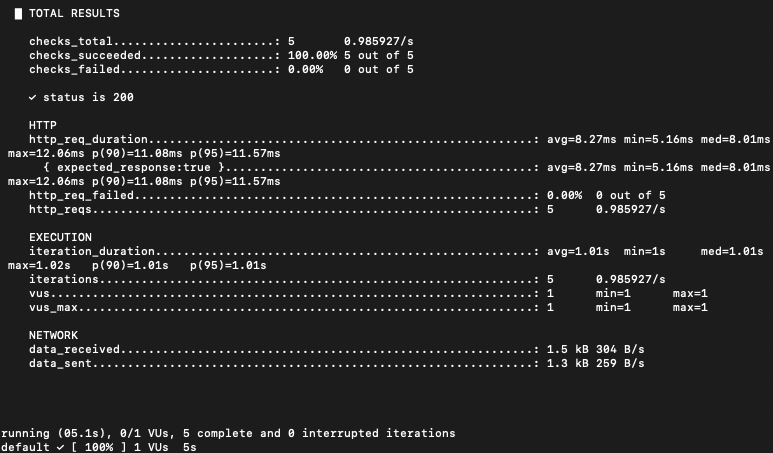 █ TOTAL RESULTS
checks_total.......................: 5       0.985927/s
checks_succeeded...................: 100.00% 5 out of 5
checks_failed......................: 0.00%   0 out of 5
✓ status is 200
HTTP
http_req_duration.......................................................: avg=8.27ms min=5.16ms med=8.01ms
max=12.06ms p(90)=11.08ms p(95)=11.57ms
{ expected_response:true }............................................: avg=8.27ms min=5.16ms med=8.01ms
max=12.06ms p(90)=11.08ms p(95)=11.57ms
http_req_failed.........................................................: 0.00%  0 out of 5
http_reqs...............................................................: 5      0.985927/s
EXECUTION
iteration_duration......................................................: avg=1.01s  min=1s     med=1.01s
max=1.02s   p(90)=1.01s   p(95)=1.01s
iterations..............................................................: 5      0.985927/s
vus.....................................................................: 1      min=1      max=1
vus_max.................................................................: 1      min=1      max=1
NETWORK
data_received...........................................................: 1.5 kB 304 B/s
data_sent...............................................................: 1.3 kB 259 B/s
running (05.1s), 0/1 VUs, 5 complete and 0 interrupted iterations
default ✓ [ 100% ] 1 VUs  5s